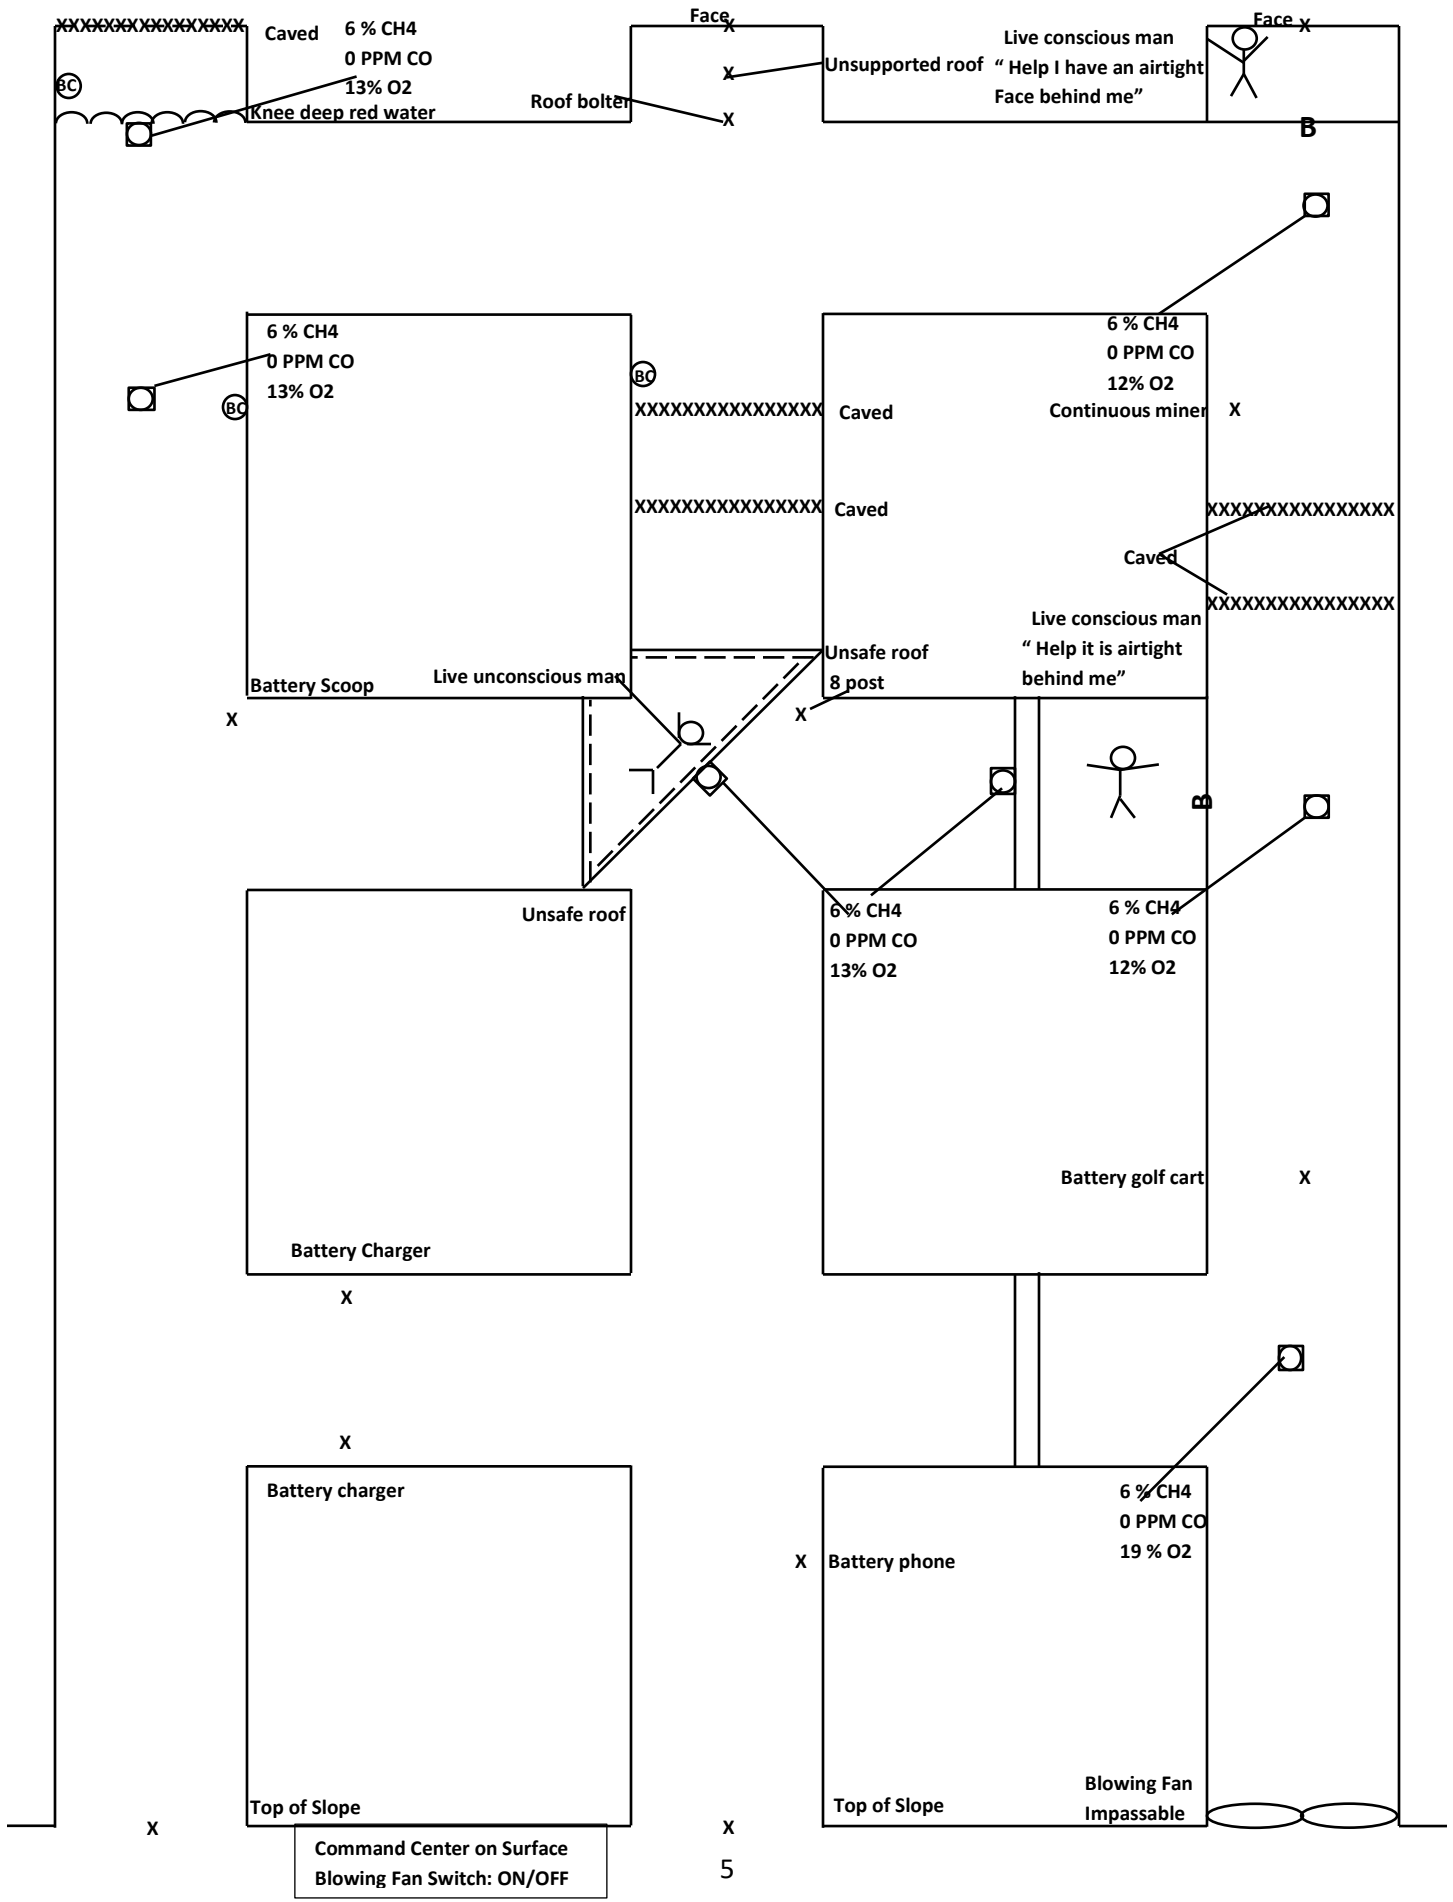 Face
Face
XXXXXXXXXXXXXXXX
X
X
Caved
6 % CH4
0 PPM CO
13% O2
Live conscious man
“ Help I have an airtight
Face behind me”
X
Unsupported roof
BC
Roof bolter
X
Knee deep red water
B
6 % CH4
0 PPM CO
13% O2
6 % CH4
0 PPM CO
12% O2
BC
BC
XXXXXXXXXXXXXXXX
Caved
Continuous miner
X
XXXXXXXXXXXXXXXX
Caved
XXXXXXXXXXXXXXXX
Caved
XXXXXXXXXXXXXXXX
Live conscious man
“ Help it is airtight
behind me”
Unsafe roof
8 post
Live unconscious man
Battery Scoop
X
X
B
Unsafe roof
6 % CH4
0 PPM CO
13% O2
6 % CH4
0 PPM CO
12% O2
Battery golf cart
X
Battery Charger
X
X
Battery charger
6 % CH4
0 PPM CO
19 % O2
X
Battery phone
Blowing Fan
Impassable
Top of Slope
Top of Slope
X
X
Command Center on Surface
Blowing Fan Switch: ON/OFF
5